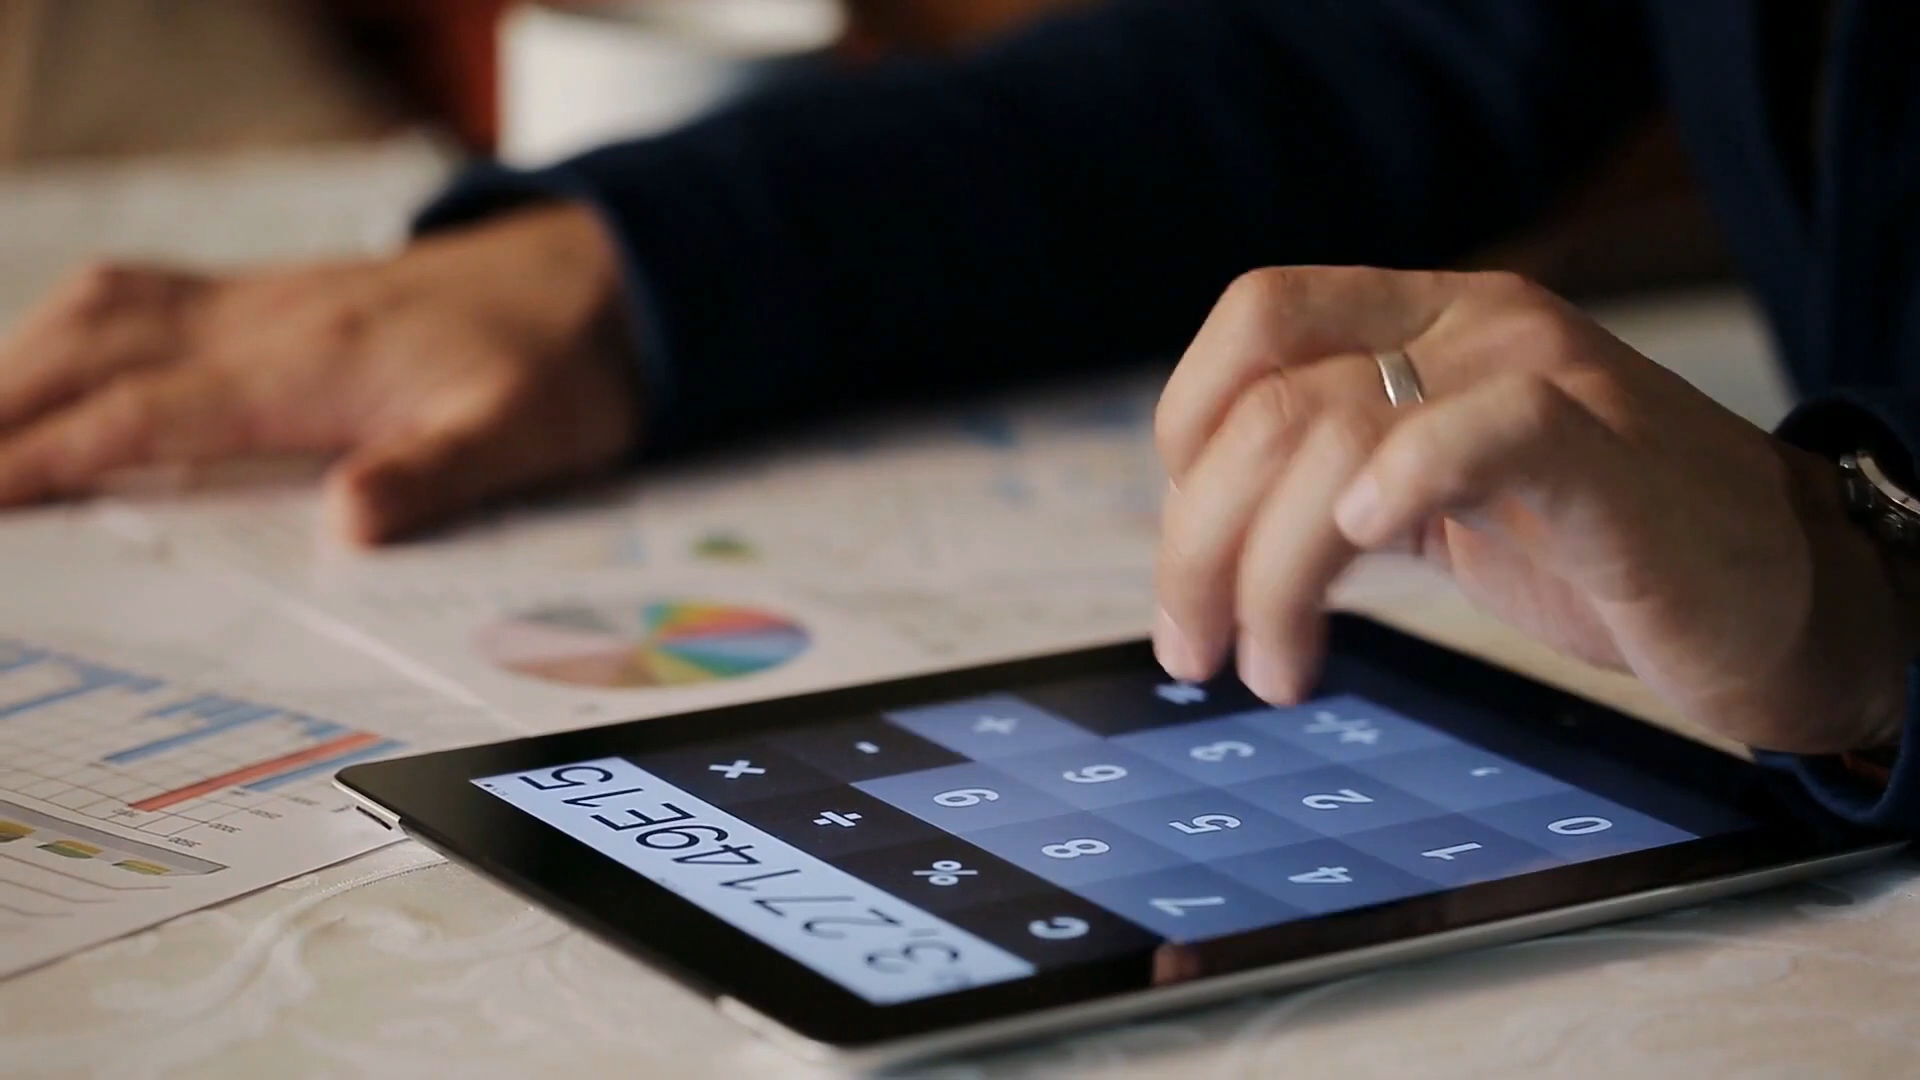 3,27149E15
C % ÷ ×
7 8 9 -
4 5 6 +
1 2 3 =
0 , +/-